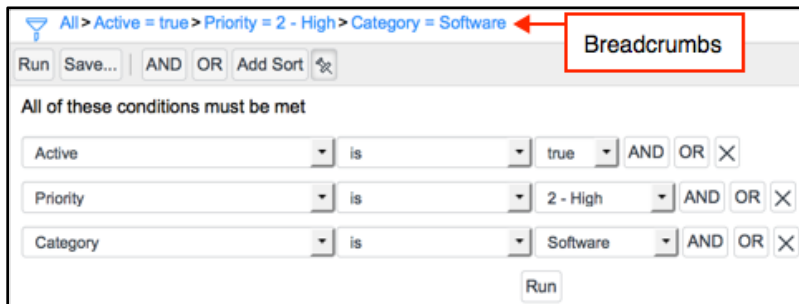 All > Active = true > Priority = 2 - High > Category = Software
Breadcrumbs
Run Save... AND OR Add Sort
All of these conditions must be met
Active is true AND OR
Priority is 2 - High AND OR
Category is Software AND OR
Run